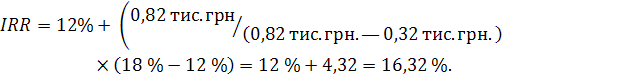 IRR = 12% + (0,82 тис.грн/(0,82 тис.грн. — 0,32 тис.грн. )
× (18 % − 12 %) = 12 % + 4,32 = 16,32 %.